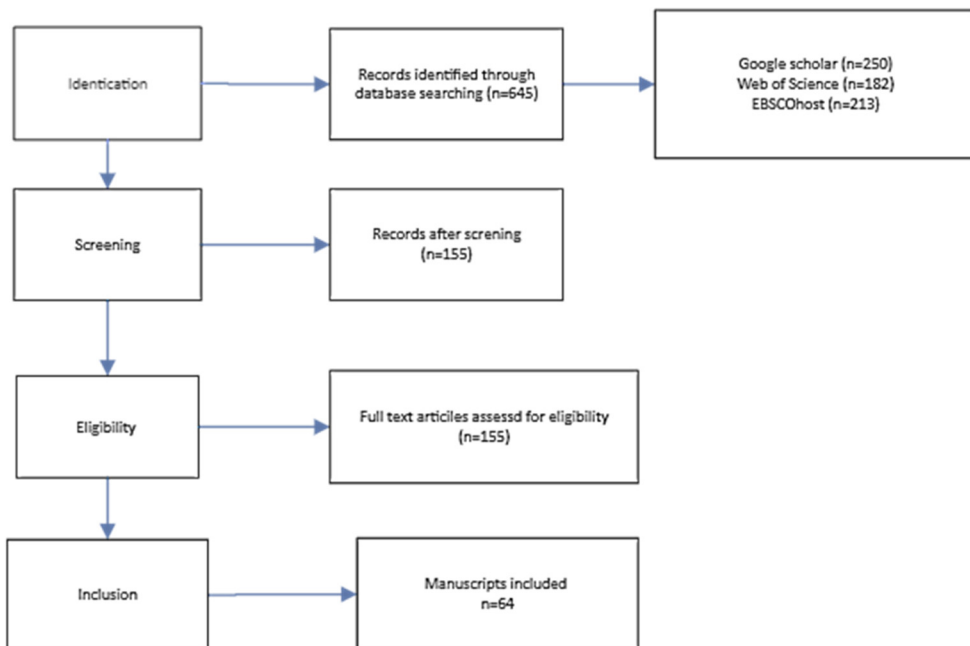 Identication
Records identified through
database searching (n=645)
Google scholar (n=250)
Web of Science (n=182)
EBSCOhost (n=213)
Screening
Records after screning
(n=155)
Eligibility
Full text articiles assessd for eligibility
(n=155)
Inclusion
Manuscripts included
n=64